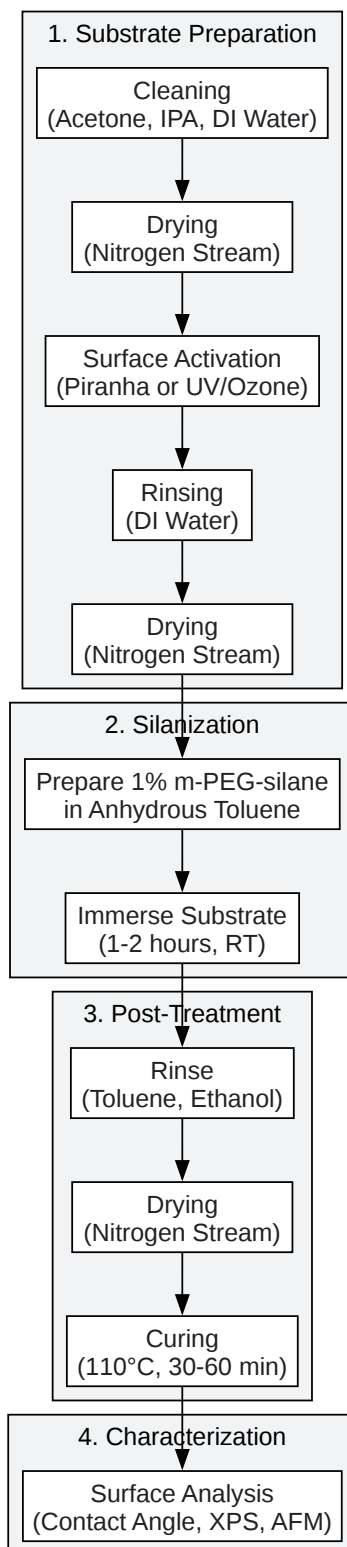 1. Substrate Preparation
Cleaning
(Acetone, IPA, DI Water)
Drying
(Nitrogen Stream)
Surface Activation
(Piranha or UV/Ozone)
Rinsing
(DI Water)
Drying
(Nitrogen Stream)
2. Silanization
Prepare 1% m-PEG-silane
in Anhydrous Toluene
Immerse Substrate
(1-2 hours, RT)
3. Post-Treatment
Rinse
(Toluene, Ethanol)
Drying
(Nitrogen Stream)
Curing
(110°C, 30-60 min)
4. Characterization
Surface Analysis
(Contact Angle, XPS, AFM)